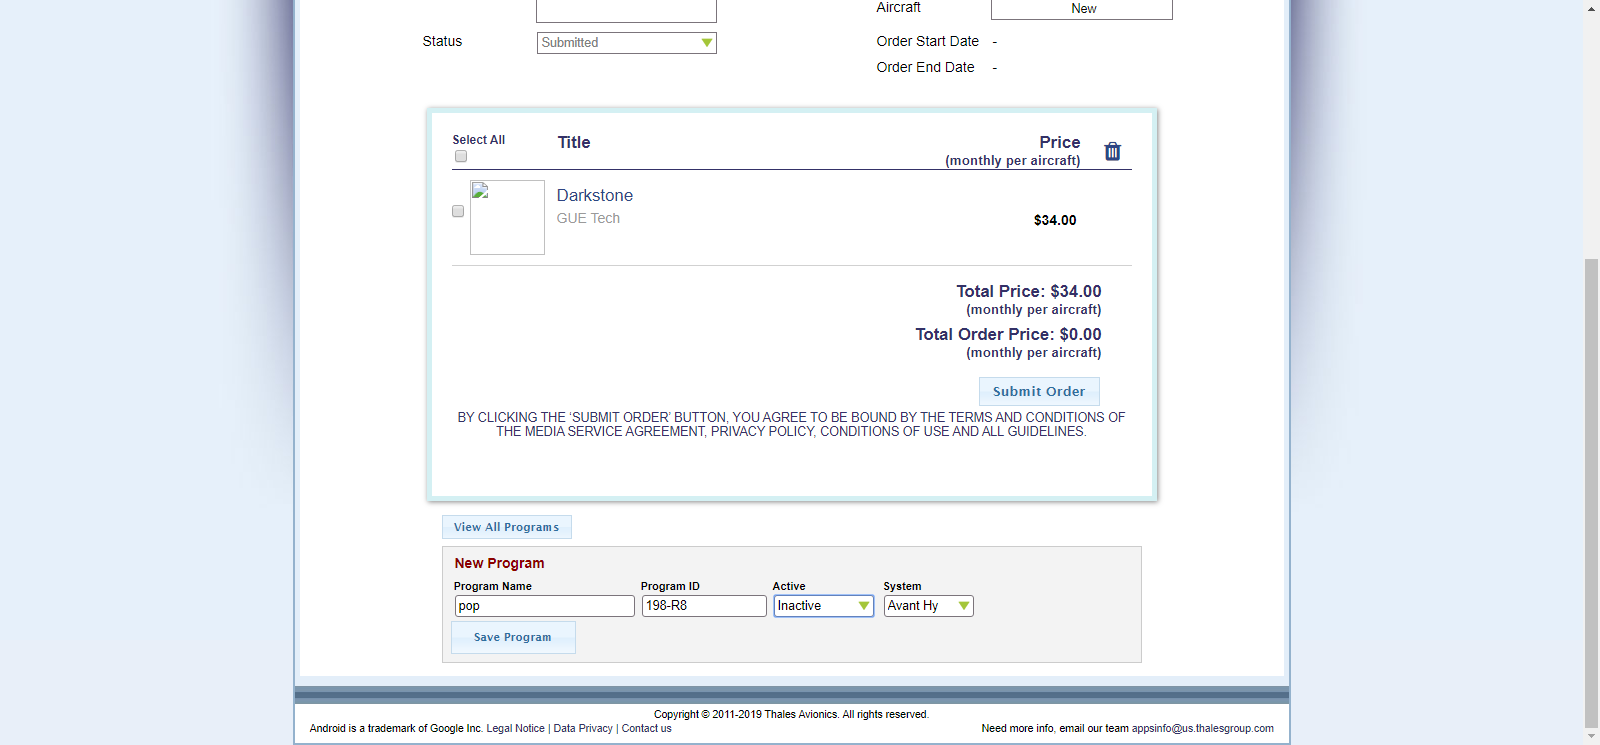 Aircraft New
Status Submitted Order Start Date -
Order End Date -
Select All Title Price
(monthly per aircraft)
Darkstone
GUE Tech $34.00
Total Price: $34.00
(monthly per aircraft)
Total Order Price: $0.00
(monthly per aircraft)
Submit Order
BY CLICKING THE ‘SUBMIT ORDER’ BUTTON, YOU AGREE TO BE BOUND BY THE TERMS AND CONDITIONS OF
THE MEDIA SERVICE AGREEMENT, PRIVACY POLICY, CONDITIONS OF USE AND ALL GUIDELINES.
View All Programs
New Program
Program Name Program ID Active System
pop 198-R8 Inactive Avant Hy
Save Program
Copyright © 2011-2019 Thales Avionics. All rights reserved.
Android is a trademark of Google Inc. Legal Notice | Data Privacy | Contact us Need more info, email our team appsinfo@us.thalesgroup.com